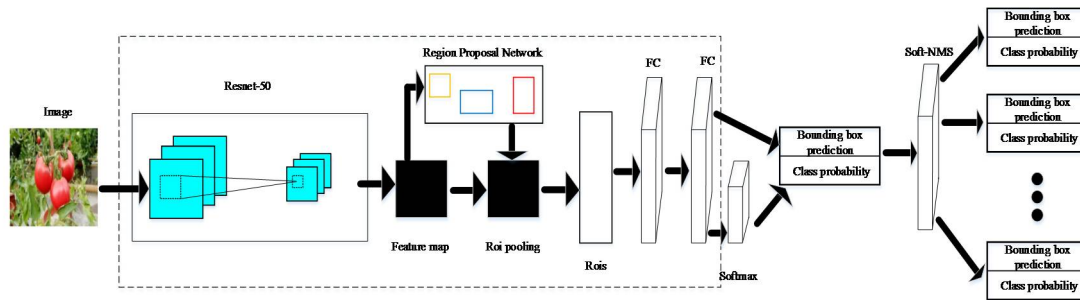 Image
Resnet-50
Region Proposal Network
Feature map
Roi pooling
Rois
FC
FC
Softmax
Bounding box
prediction
Class probability
Soft-NMS
Bounding box
prediction
Class probability
Bounding box
prediction
Class probability
Bounding box
prediction
Class probability